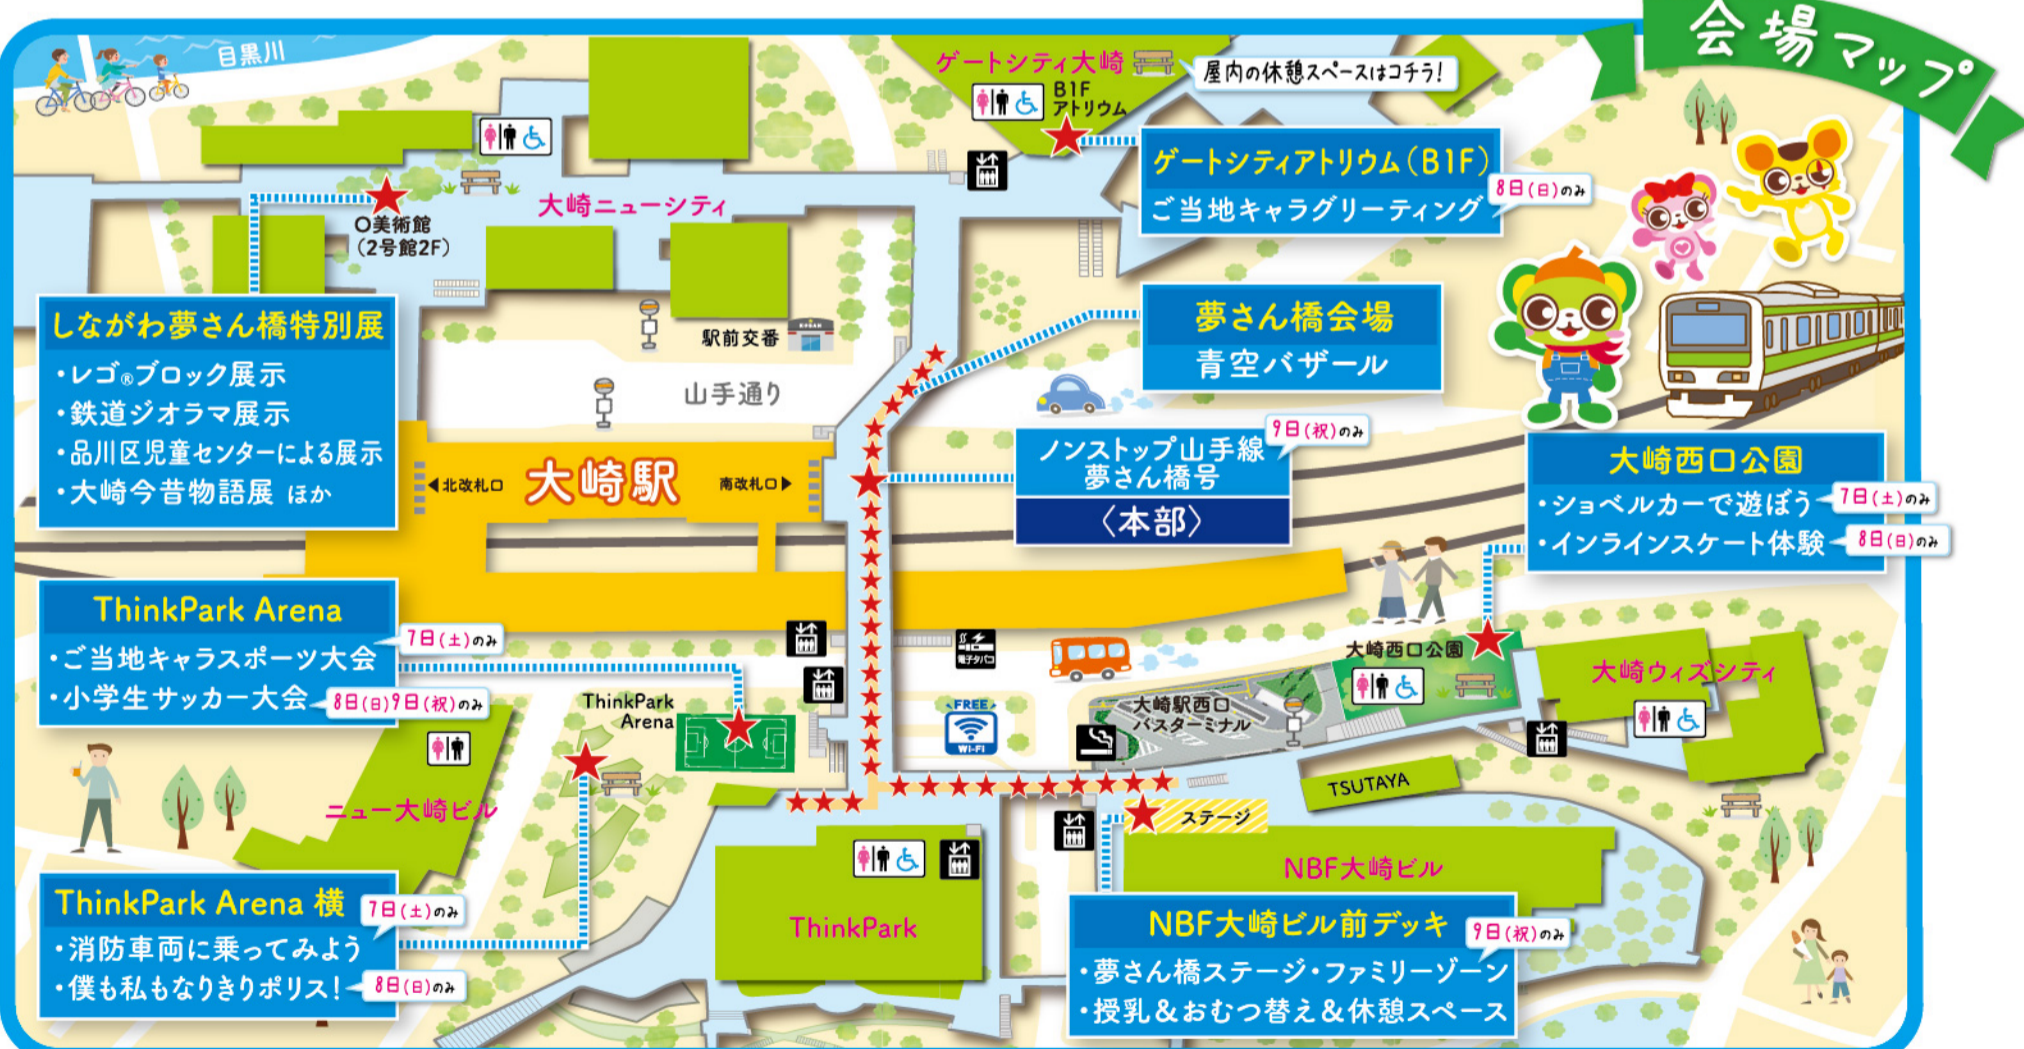 会場マップ
目黒川
ゲートシティ大崎
屋内の休憩スペースはコチラ!
B1F
アトリウム
ゲートシティアトリウム(B1F)
ご当地キャラグリーティング
8日(日)のみ
大崎ニューシティ
O美術館
(2号館2F)
しながわ夢さん橋特別展
・レゴ®ブロック展示
・鉄道ジオラマ展示
・品川区児童センターによる展示
・大崎今昔物語展 ほか
駅前交番
山手通り
夢さん橋会場
青空バザール
ノンストップ山手線
夢さん橋号
9日(祝)のみ
〈本部〉
◀北改札口
大崎駅
南改札口▶
大崎西口公園
・ショベルカーで遊ぼう
7日(土)のみ
・インラインスケート体験
8日(日)のみ
ThinkPark Arena
7日(土)のみ
・ご当地キャラスポーツ大会
・小学生サッカー大会
8日(日)9日(祝)のみ
電子タバコ
大崎西口公園
大崎ウィズシティ
ThinkPark
Arena
FREE
Wi-Fi
大崎駅西口
バスターミナル
TSUTAYA
ニュー大崎ビル
ステージ
NBF大崎ビル
ThinkPark
ThinkPark Arena 横
7日(土)のみ
・消防車両に乗ってみよう
・僕も私もなりきりポリス!
8日(日)のみ
NBF大崎ビル前デッキ
9日(祝)のみ
・夢さん橋ステージ・ファミリーゾーン
・授乳&おむつ替え&休憩スペース